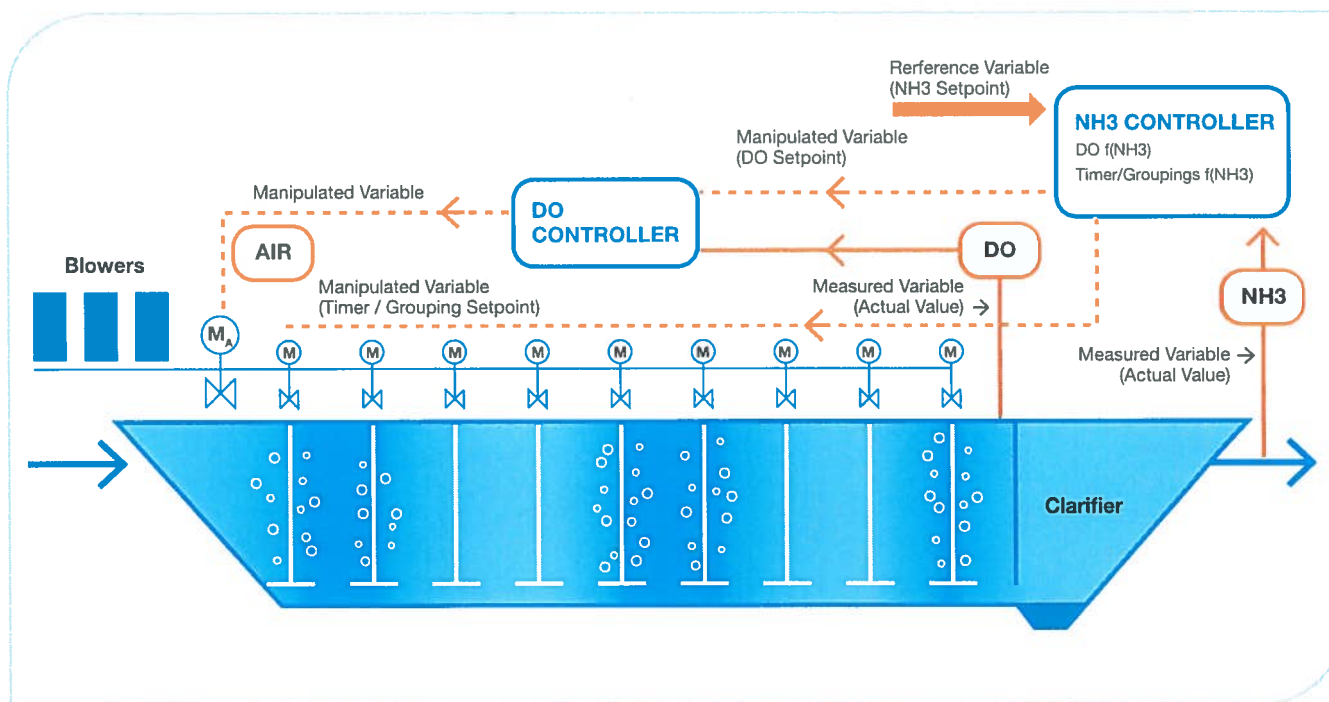 Rerference Variable
(NH3 Setpoint)
NH3 CONTROLLER
DO f(NH3)
Timer/Groupings f(NH3)
Manipulated Variable
(DO Setpoint)
Manipulated Variable
DO
CONTROLLER
AIR
DO
Blowers
Manipulated Variable
(Timer / Grouping Setpoint)
Measured Variable →
(Actual Value)
NH3
MA
M
M
M
M
M
M
M
M
M
Measured Variable →
(Actual Value)
Clarifier